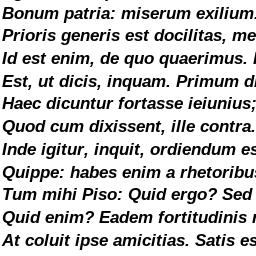 Bonum patria: miserum exilium.
Prioris generis est docilitas, me
Id est enim, de quo quaerimus.
Est, ut dicis, inquam. Primum di
Haec dicuntur fortasse ieiunius;
Quod cum dixissent, ille contra.
Inde igitur, inquit, ordiendum es
Quippe: habes enim a rhetoribus
Tum mihi Piso: Quid ergo? Sed
Quid enim? Eadem fortitudinis r
At coluit ipse amicitias. Satis es